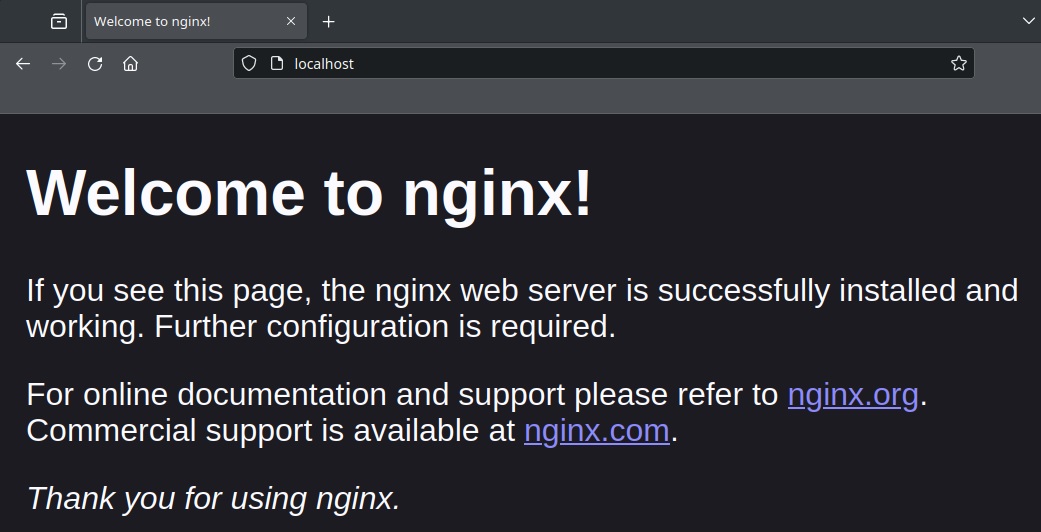 Welcome to nginx!
localhost
Welcome to nginx!
If you see this page, the nginx web server is successfully installed and
working. Further configuration is required.
For online documentation and support please refer to nginx.org.
Commercial support is available at nginx.com.
Thank you for using nginx.